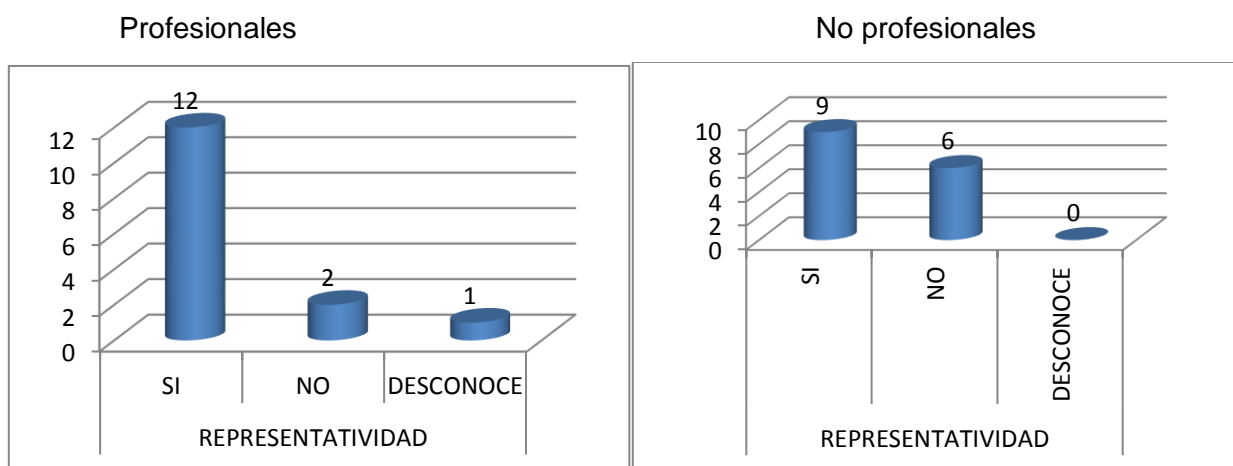 Profesionales
12
12
10
8
6
4
2
0
2
1
SI
NO
DESCONOCE
REPRESENTATIVIDAD
No profesionales
9
6
0
10
8
6
4
2
0
SI
NO
DESCONOCE
REPRESENTATIVIDAD